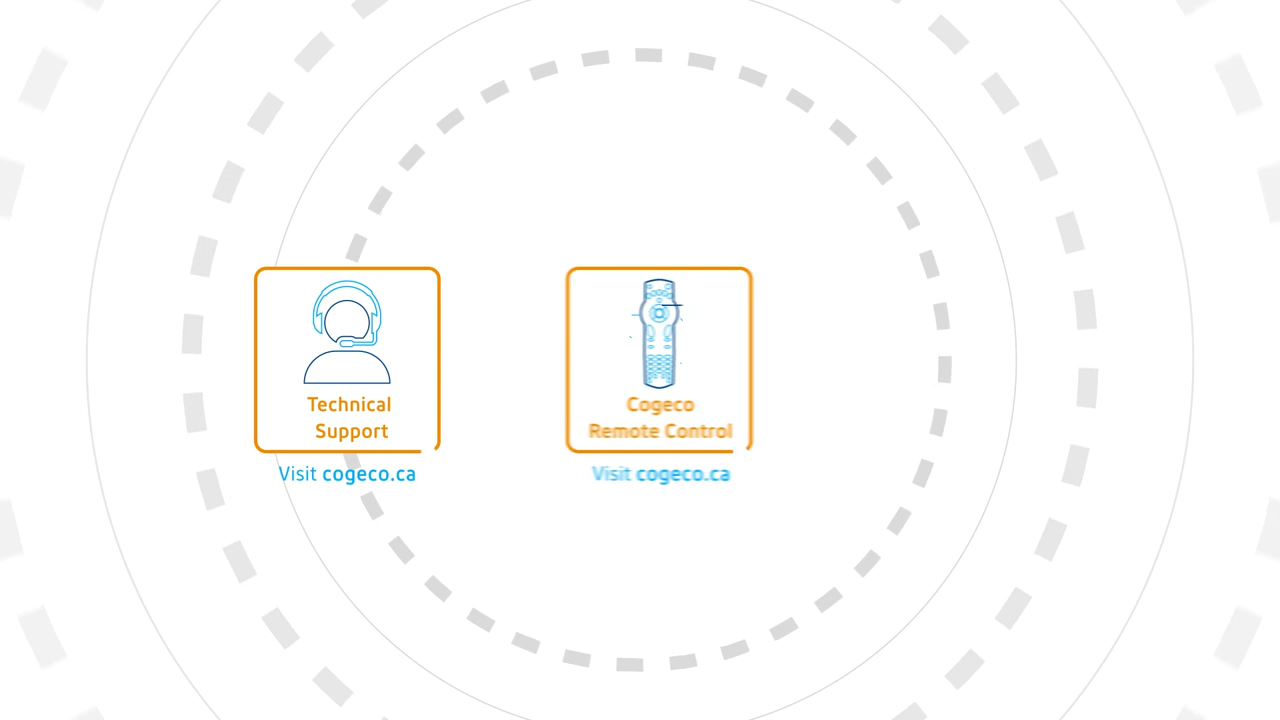 Technical
Support
Visit cogeco.ca
Cogeco
Remote Control
Visit cogeco.ca